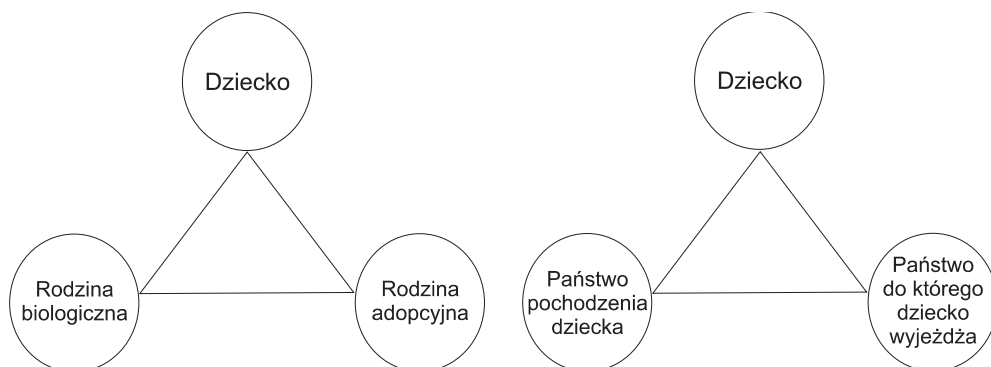 Dziecko
Rodzina
biologiczna
Rodzina
adopcyjna
Dziecko
Państwo
pochodzenia
dziecka
Państwo
do którego
dziecko
wyjeżdża